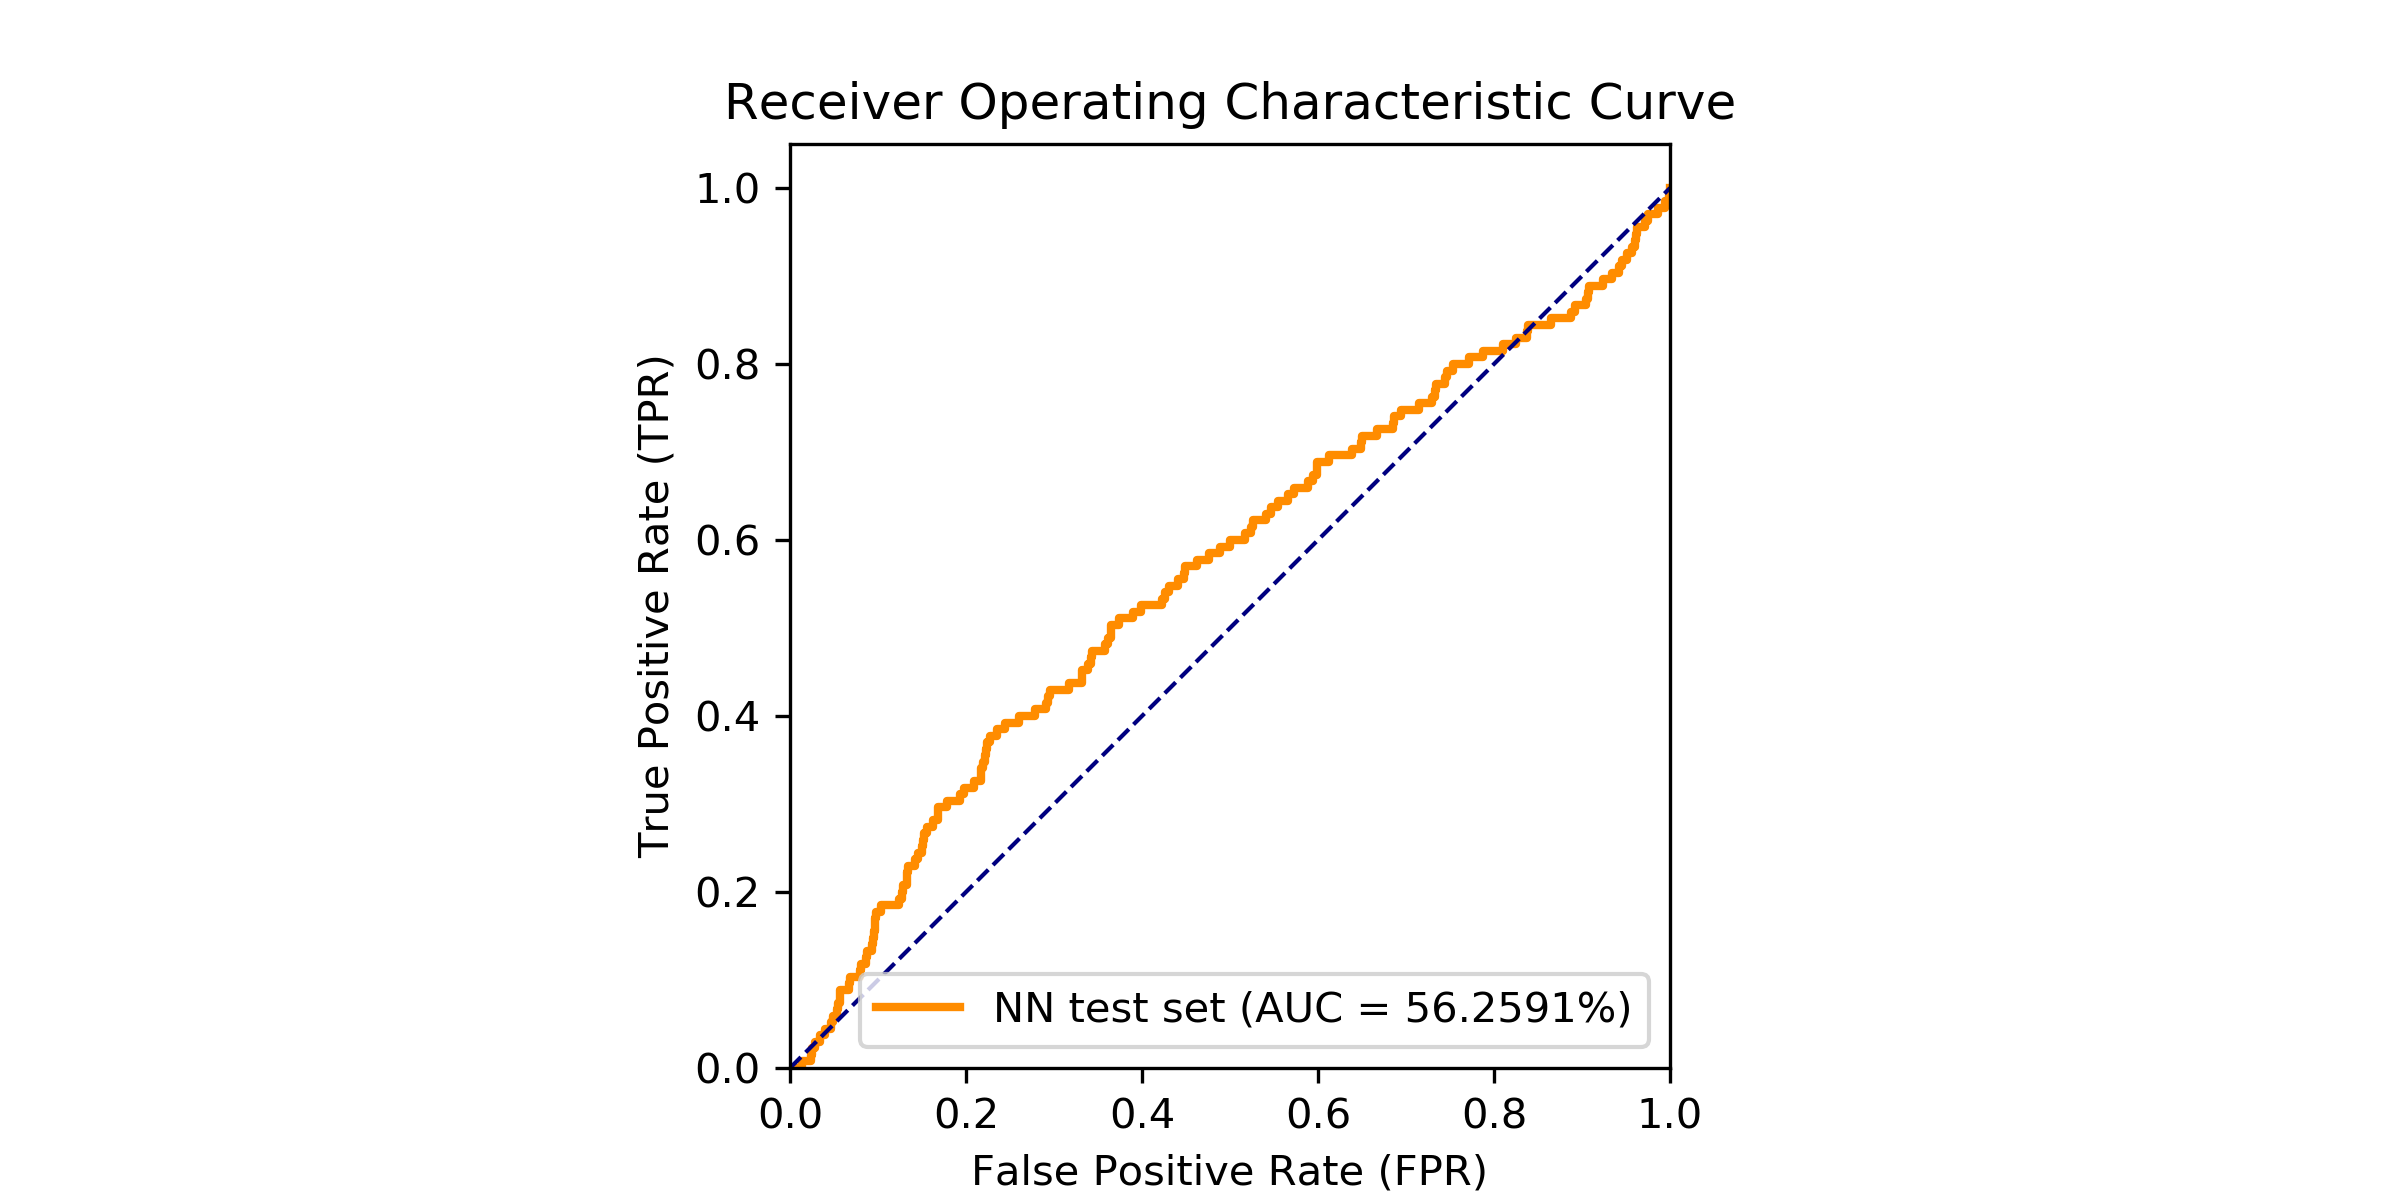 Receiver Operating Characteristic Curve
1.0
0.8
0.6
0.4
0.2
0.0
True Positive Rate (TPR)
NN test set (AUC = 56.2591%)
0.0 0.2 0.4 0.6 0.8 1.0
False Positive Rate (FPR)